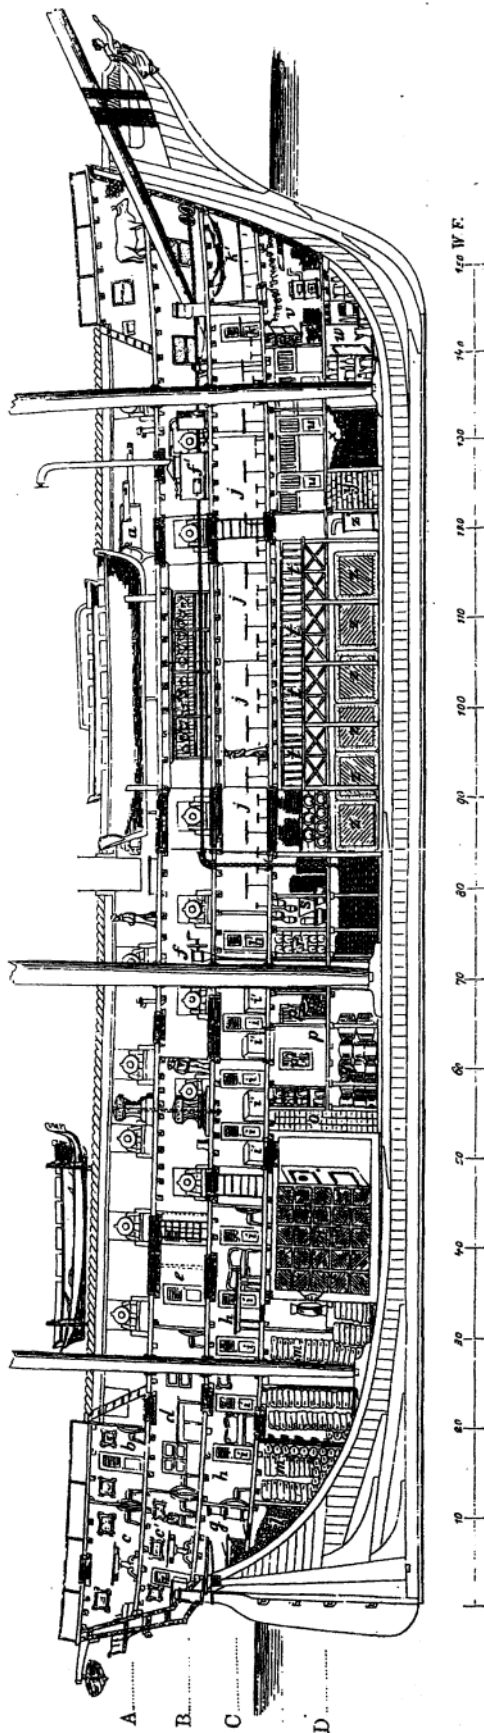 A
c b a
B
c' d e f f'
C
g h h i i i i i i j j j j j k'
D
m m o p s t t t t u u v w x y z z z z z z z
10 20 30 40 50 60 70 80 90 100 110 120 130 140 150 W F.